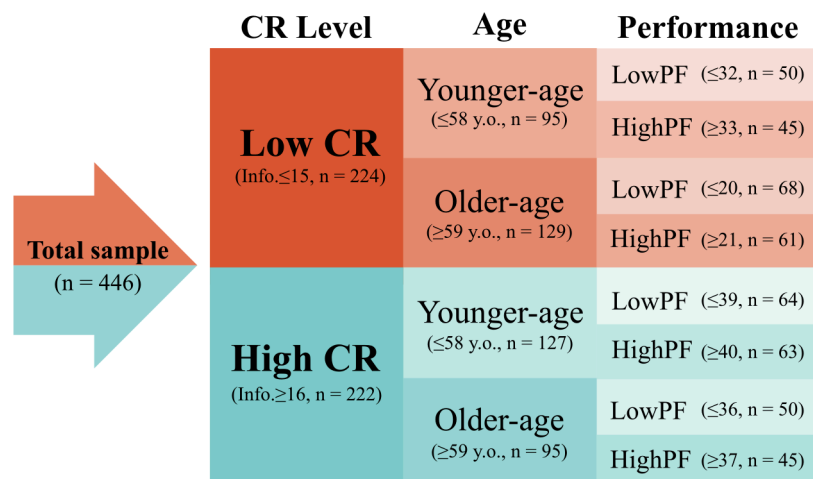 CR Level Age Performance
Total sample
(n = 446)
Low CR
(Info.≤15, n = 224)
Younger-age
(≤58 y.o., n = 95)
LowPF (≤32, n = 50)
HighPF (≥33, n = 45)
Older-age
(≥59 y.o., n = 129)
LowPF (≤20, n = 68)
HighPF (≥21, n = 61)
High CR
(Info.≥16, n = 222)
Younger-age
(≤58 y.o., n = 127)
LowPF (≤39, n = 64)
HighPF (≥40, n = 63)
Older-age
(≥59 y.o., n = 95)
LowPF (≤36, n = 50)
HighPF (≥37, n = 45)